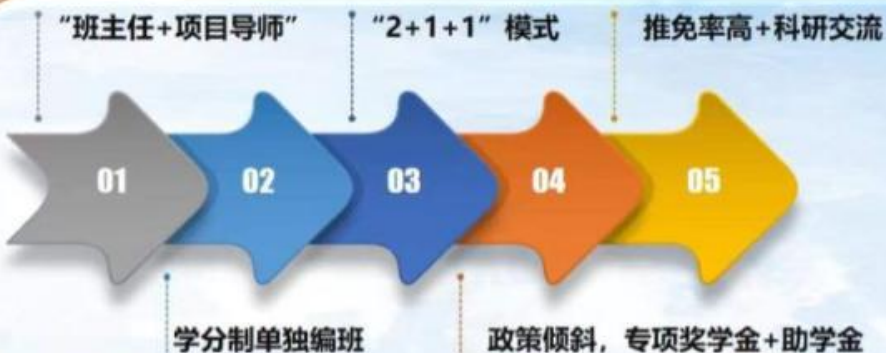 “班主任+项目导师”
“2+1+1”模式
推免率高+科研交流
01
02
03
04
05
学分制单独编班
政策倾斜，专项奖学金+助学金